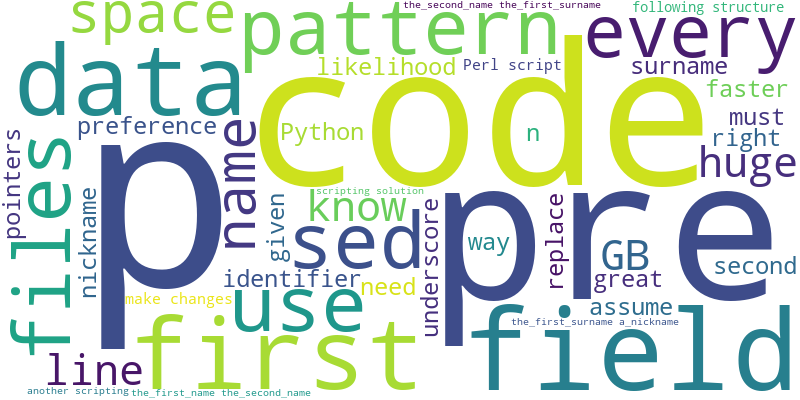 the_second_name the_first_surname
following structure
space
pattern
every
likelihood
Perl script
surname
data
code
faster
preference
Python
n
must
right
files
p
name
pre
huge
pointers
nickname
given
scripting solution
know
sed
underscore
way
replace
GB
second
identifier
need
great
make changes
use
assume
first
the_first_surname a_nickname
field
line
another scripting
the_first_name the_second_name